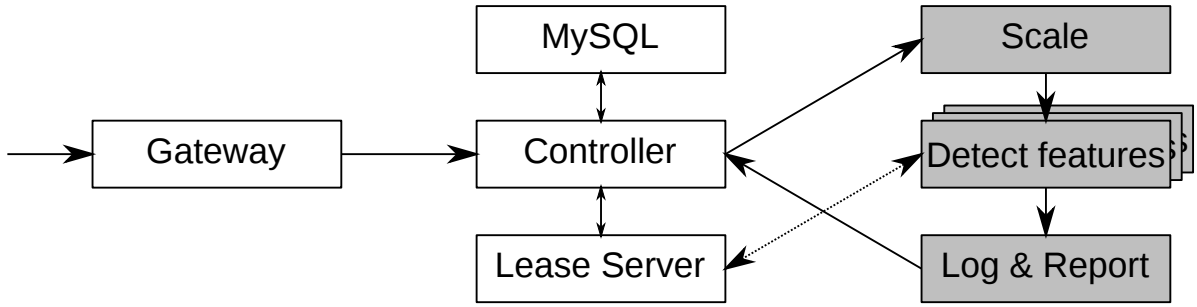 MySQL
Scale
Gateway
Controller
Detect features
Lease Server
Log & Report